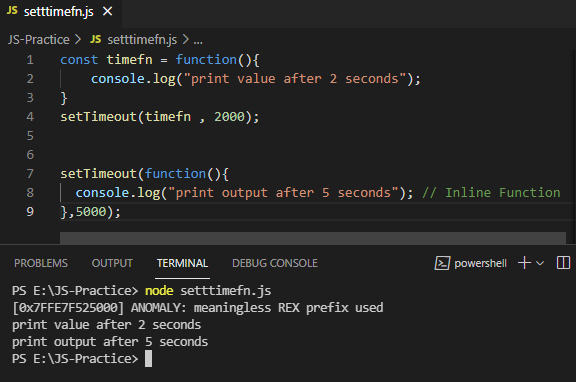 JS setttimefn.js ×
JS-Practice > JS setttimefn.js > ...
1 const timefn = function(){
2 console.log("print value after 2 seconds");
3 }
4 setTimeout(timefn , 2000);
5
6
7 setTimeout(function(){
8 console.log("print output after 5 seconds"); // Inline Function
9 },5000);
PROBLEMS OUTPUT TERMINAL DEBUG CONSOLE powershell
PS E:\JS-Practice> node setttimefn.js
[0x7FFE7F525000] ANOMALY: meaningless REX prefix used
print value after 2 seconds
print output after 5 seconds
PS E:\JS-Practice>